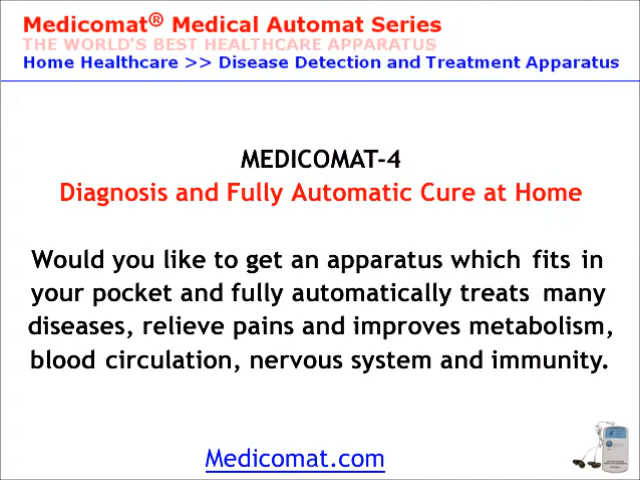 Medicomat® Medical Automat Series
THE WORLD'S BEST HEALTHCARE APPARATUS
Home Healthcare >> Disease Detection and Treatment Apparatus
MEDICOMAT-4
Diagnosis and Fully Automatic Cure at Home
Would you like to get an apparatus which fits in
your pocket and fully automatically treats many
diseases, relieve pains and improves metabolism,
blood circulation, nervous system and immunity.
Medicomat.com